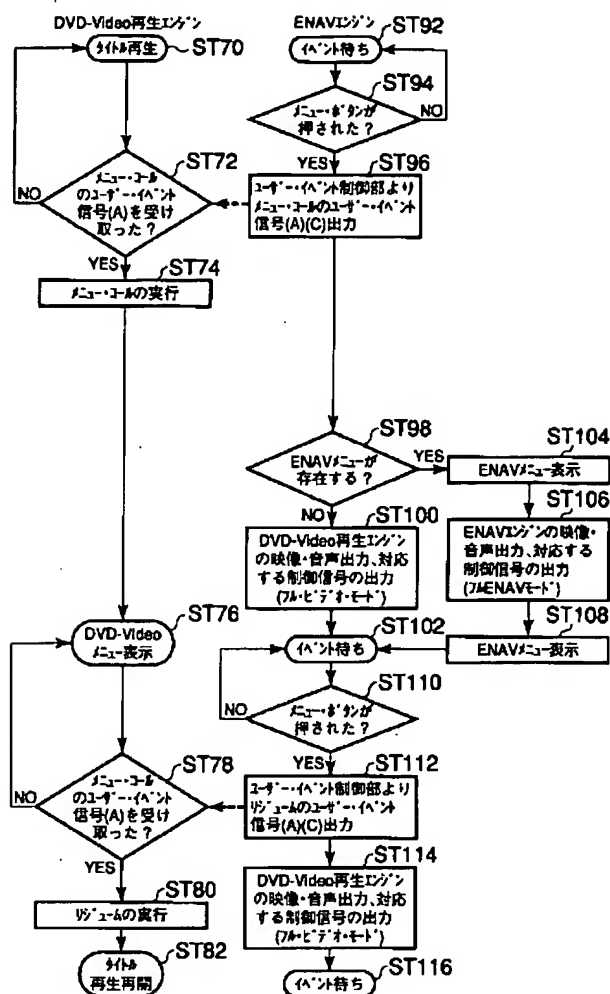 DVD-Video再生エンジン
タイトル再生
ST70
メニュー・コール
のユーザー・イベント
信号(A)を受け
取った?
ST72
NO
YES
ST74
メニュー・コールの実行
ST76
DVD-Video
メニュー表示
ST78
メニュー・コール
のユーザー・イベント
信号(A)を受け
取った?
NO
YES
ST80
リジュームの実行
ST82
タイトル
再生再開
ENAVエンジン
ST92
イベント待ち
ST94
メニュー・ボタンが
押された?
NO
YES
ST96
ユーザー・イベント制御部より
メニュー・コールのユーザー・イベント
信号(A)(C)出力
ST98
ENAVメニューが
存在する?
YES
NO
ST104
ENAVメニュー表示
ST106
ENAVエンジンの映像・
音声出力、対応する
制御信号の出力
(フルENAVモード)
ST108
ENAVメニュー表示
ST100
DVD-Video再生エンジン
の映像・音声出力、対応
する制御信号の出力
(フル・ビデオ・モード)
ST102
イベント待ち
ST110
メニュー・ボタンが
押された?
NO
YES
ST112
ユーザー・イベント制御部より
リジュームのユーザー・イベント
信号(A)(C)出力
ST114
DVD-Video再生エンジン
の映像・音声出力、対応
する制御信号の出力
(フル・ビデオ・モード)
ST116
イベント待ち